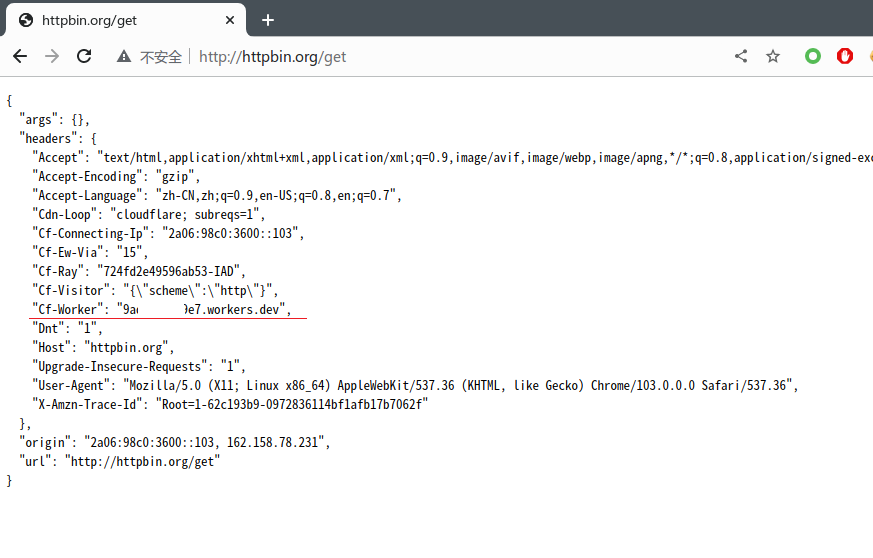 httpbin.org/get
不安全 http://httpbin.org/get
{
"args": {},
"headers": {
"Accept": "text/html,application/xhtml+xml,application/xml;q=0.9,image/avif,image/webp,image/apng,*/*;q=0.8,application/signed-exc
"Accept-Encoding": "gzip",
"Accept-Language": "zh-CN,zh;q=0.9,en-US;q=0.8,en;q=0.7",
"Cdn-Loop": "cloudflare; subreqs=1",
"Cf-Connecting-Ip": "2a06:98c0:3600::103",
"Cf-Ew-Via": "15",
"Cf-Ray": "724fd2e49596ab53-IAD",
"Cf-Visitor": "{\"scheme\":\"http\"}",
"Cf-Worker": "9a e7.workers.dev",
"Dnt": "1",
"Host": "httpbin.org",
"Upgrade-Insecure-Requests": "1",
"User-Agent": "Mozilla/5.0 (X11; Linux x86_64) AppleWebKit/537.36 (KHTML, like Gecko) Chrome/103.0.0.0 Safari/537.36",
"X-Amzn-Trace-Id": "Root=1-62c193b9-0972836114bf1afb17b7062f"
},
"origin": "2a06:98c0:3600::103, 162.158.78.231",
"url": "http://httpbin.org/get"
}